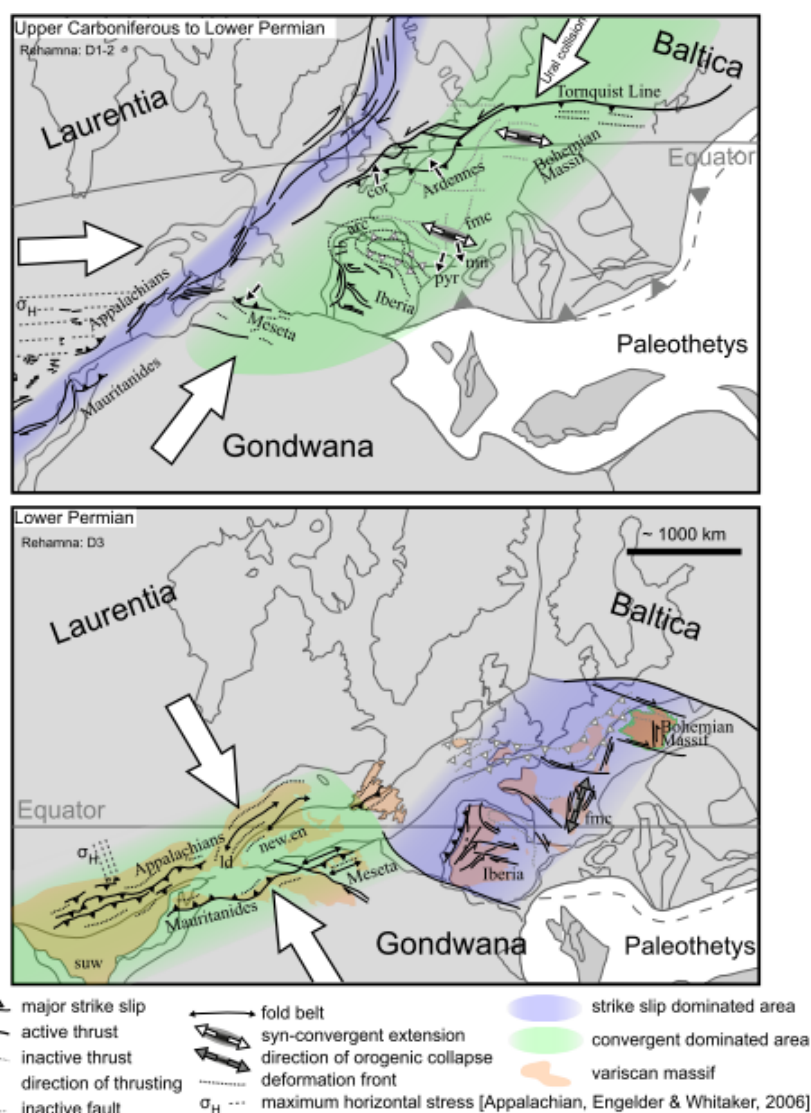 Upper Carboniferous to Lower Permian
Rehamna: D1-2
Laurentia
Baltica
Ural collision
Tornquist Line
Bohemian
Massif
Equator
cor
Ardennes
arc
Ib
fmc
mn
pyr
Iberia
Appalachians
σH
Meseta
Mauritanides
Paleothetys
Gondwana
Lower Permian
Rehamna: D3
~ 1000 km
Laurentia
Baltica
Bohemian
Massif
Equator
σH
Appalachians
ld
new.en
Meseta
fmc
Iberia
Mauritanides
suw
Gondwana
Paleothetys
major strike slip
active thrust
inactive thrust
direction of thrusting
inactive fault
fold belt
syn-convergent extension
direction of orogenic collapse
deformation front
σH --- maximum horizontal stress [Appalachian, Engelder & Whitaker, 2006]
strike slip dominated area
convergent dominated area
variscan massif